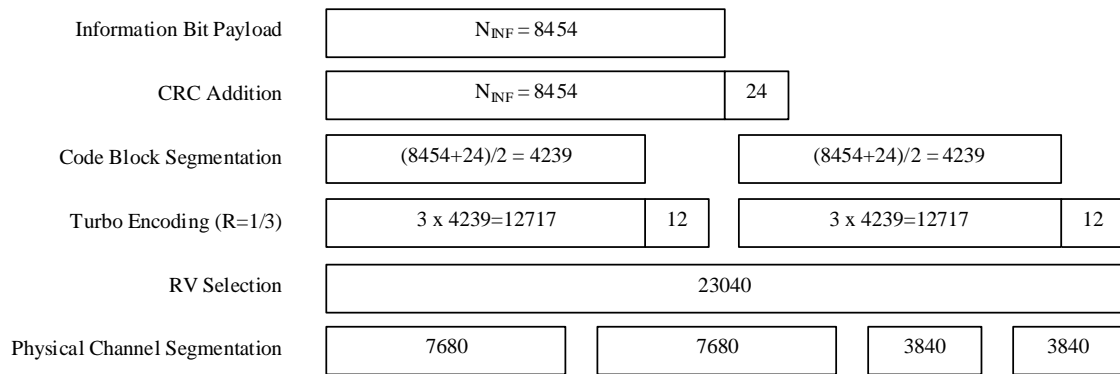 Information Bit Payload N_INF = 8454
CRC Addition N_INF = 8454 24
Code Block Segmentation (8454+24)/2 = 4239 (8454+24)/2 = 4239
Turbo Encoding (R=1/3) 3 x 4239=12717 12 3 x 4239=12717 12
RV Selection 23040
Physical Channel Segmentation 7680 7680 3840 3840